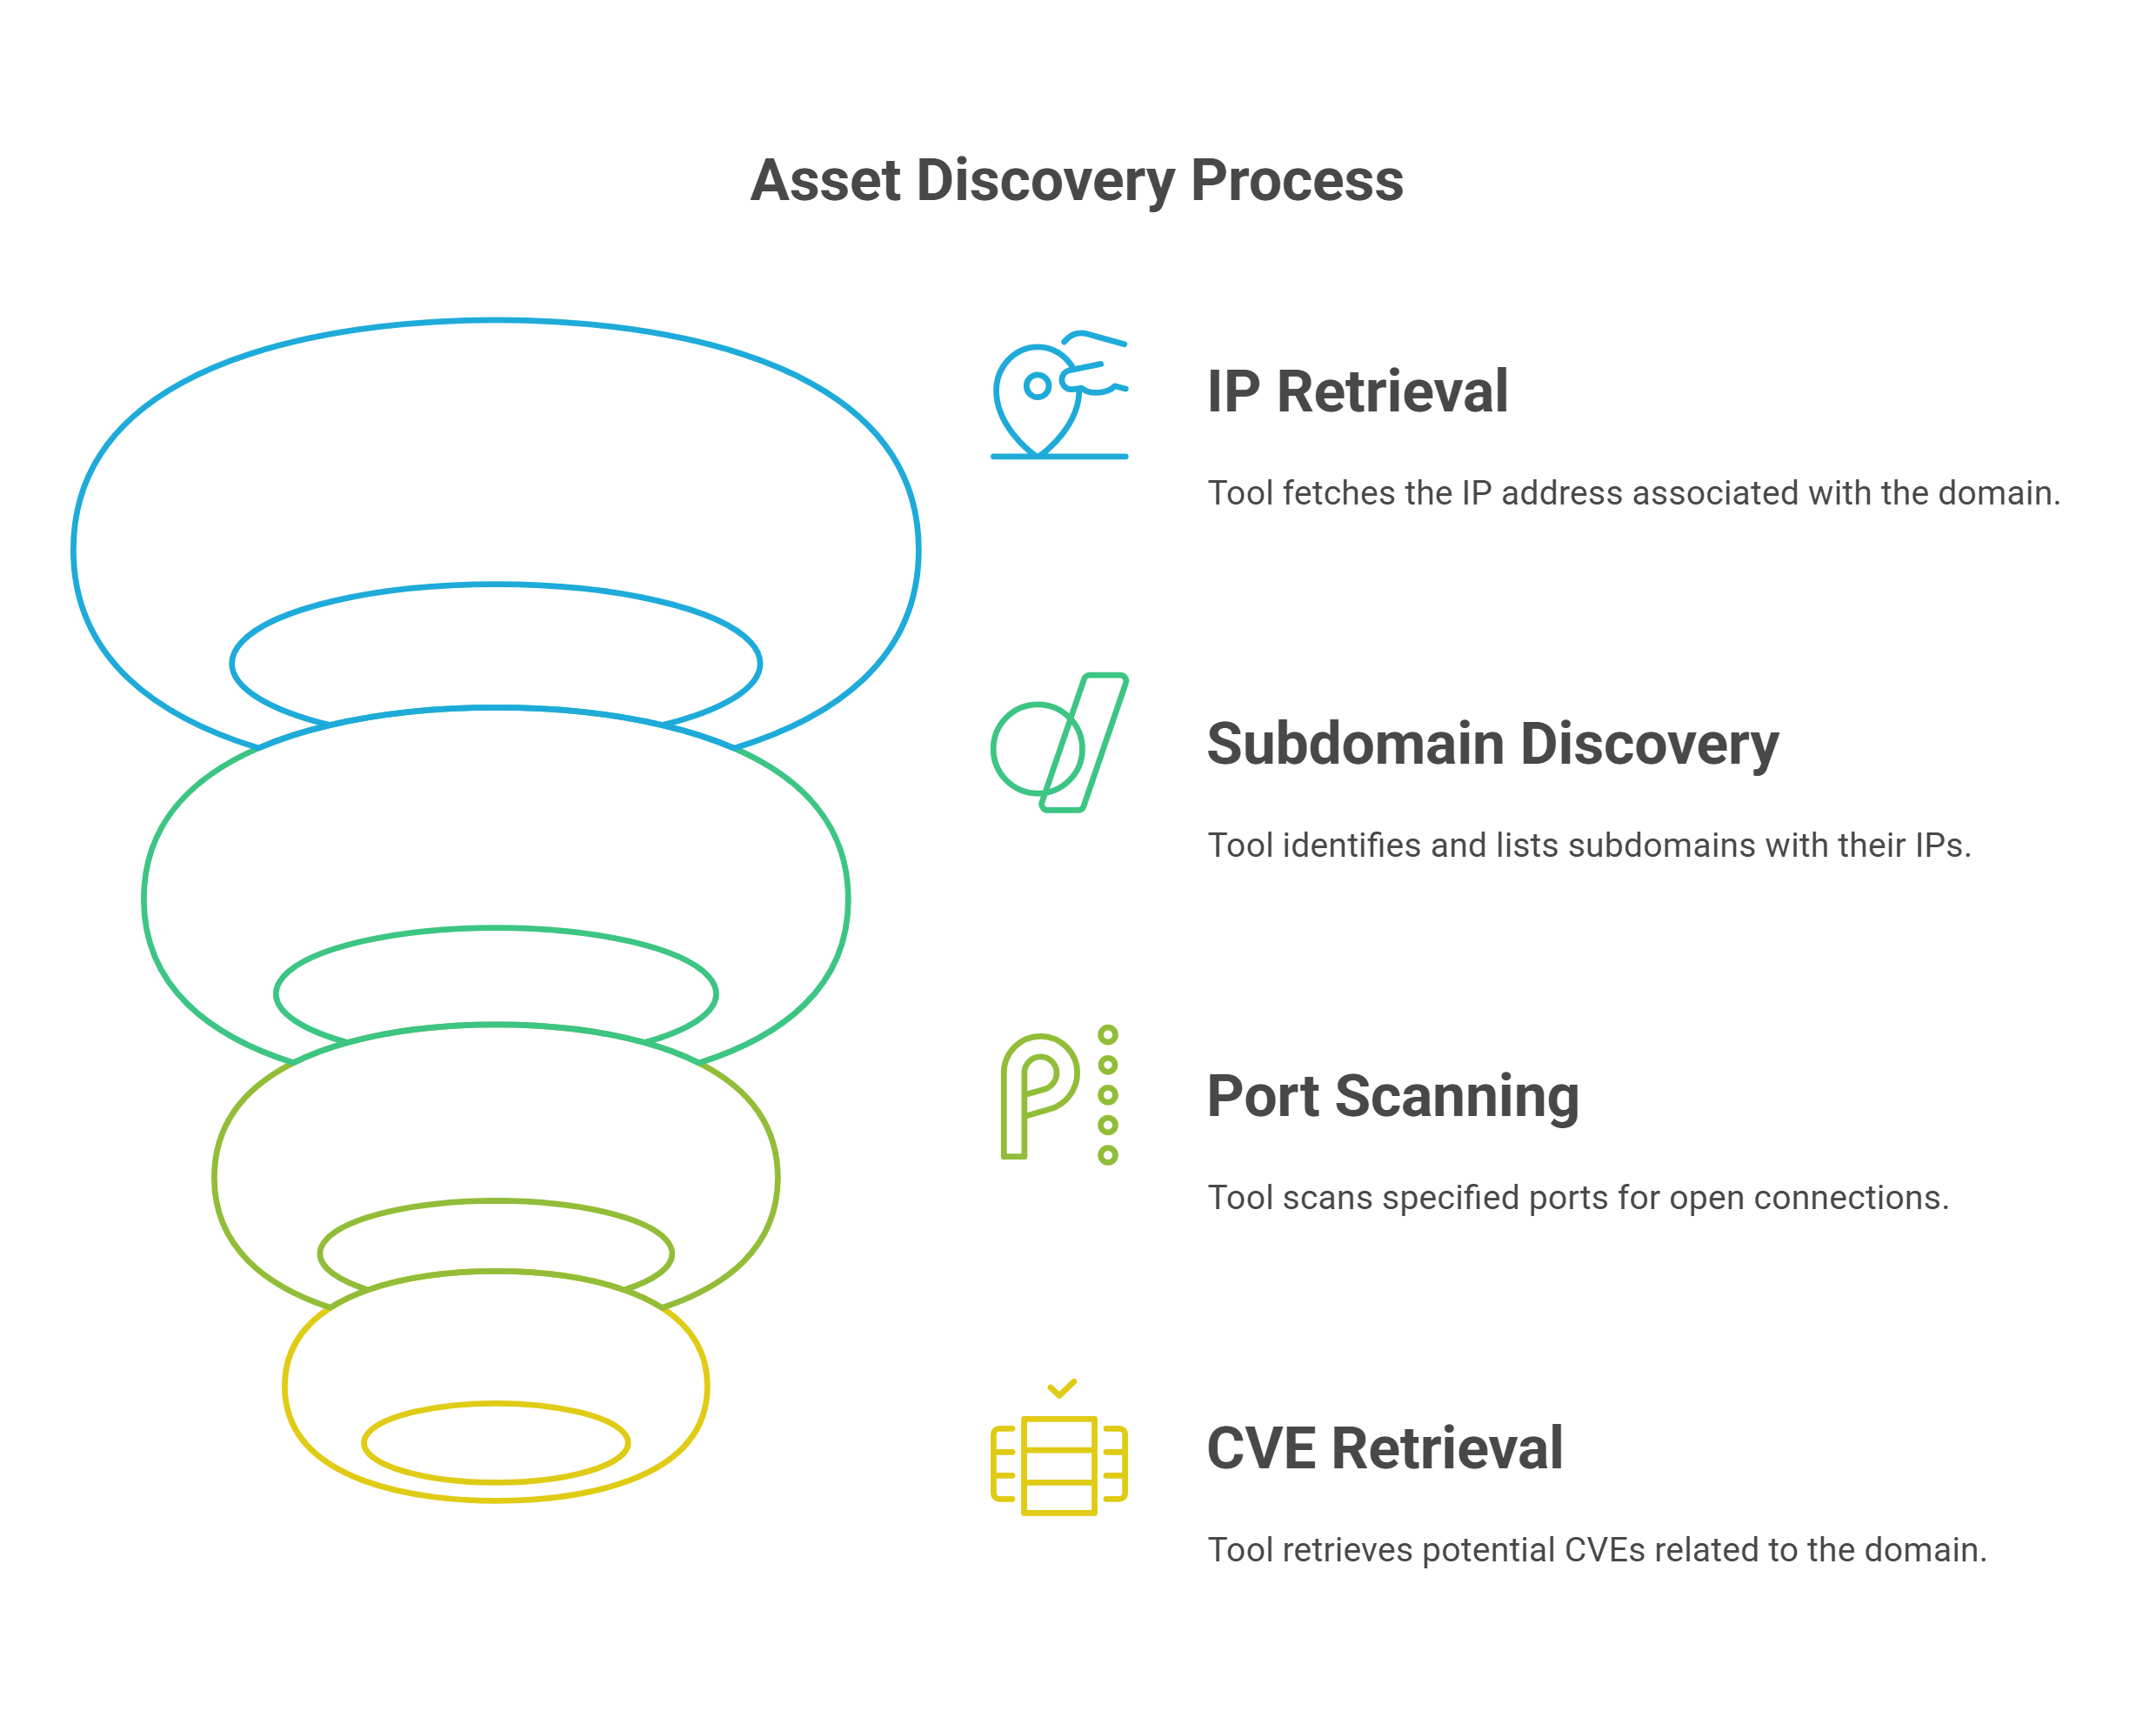 Asset Discovery Process
IP Retrieval
Tool fetches the IP address associated with the domain.
Subdomain Discovery
Tool identifies and lists subdomains with their IPs.
Port Scanning
Tool scans specified ports for open connections.
CVE Retrieval
Tool retrieves potential CVEs related to the domain.